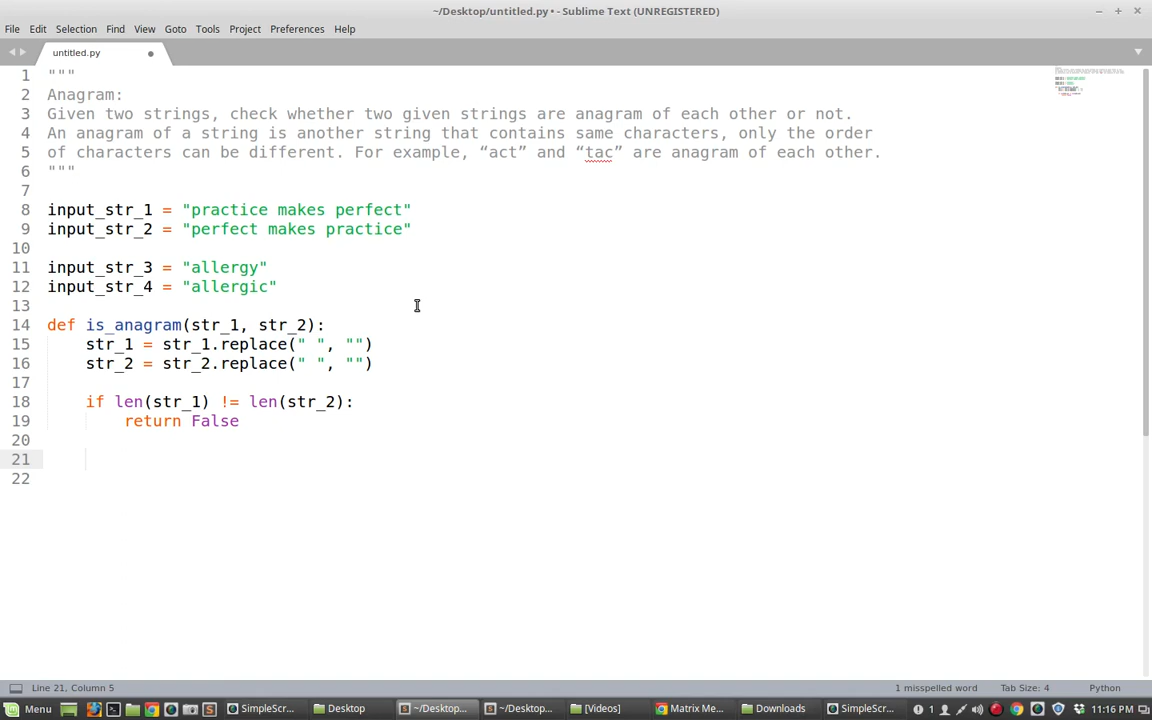 ~/Desktop/untitled.py • - Sublime Text (UNREGISTERED)
File Edit Selection Find View Goto Tools Project Preferences Help
untitled.py
1 """
2 Anagram:
3 Given two strings, check whether two given strings are anagram of each other or not.
4 An anagram of a string is another string that contains same characters, only the order
5 of characters can be different. For example, “act” and “tac” are anagram of each other.
6 """
7
8 input_str_1 = "practice makes perfect"
9 input_str_2 = "perfect makes practice"
10
11 input_str_3 = "allergy"
12 input_str_4 = "allergic"
13
14 def is_anagram(str_1, str_2):
15     str_1 = str_1.replace(" ", "")
16     str_2 = str_2.replace(" ", "")
17
18     if len(str_1) != len(str_2):
19         return False
20
21
22
Line 21, Column 5 1 misspelled word Tab Size: 4 Python
Menu SimpleScr... Desktop ~/Desktop... ~/Desktop... [Videos] Matrix Me... Downloads SimpleScr... 1 11:16 PM